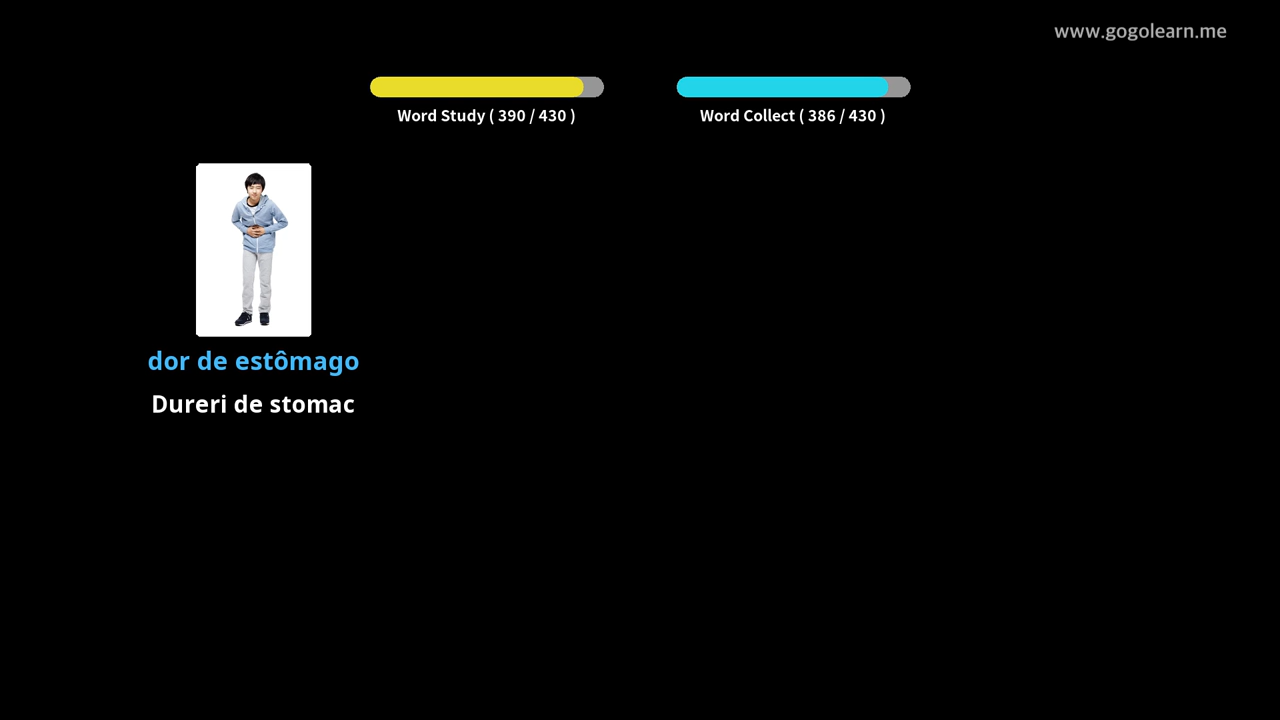 www.gogolearn.me
Word Study ( 390 / 430 )
Word Collect ( 386 / 430 )
dor de estômago
Dureri de stomac